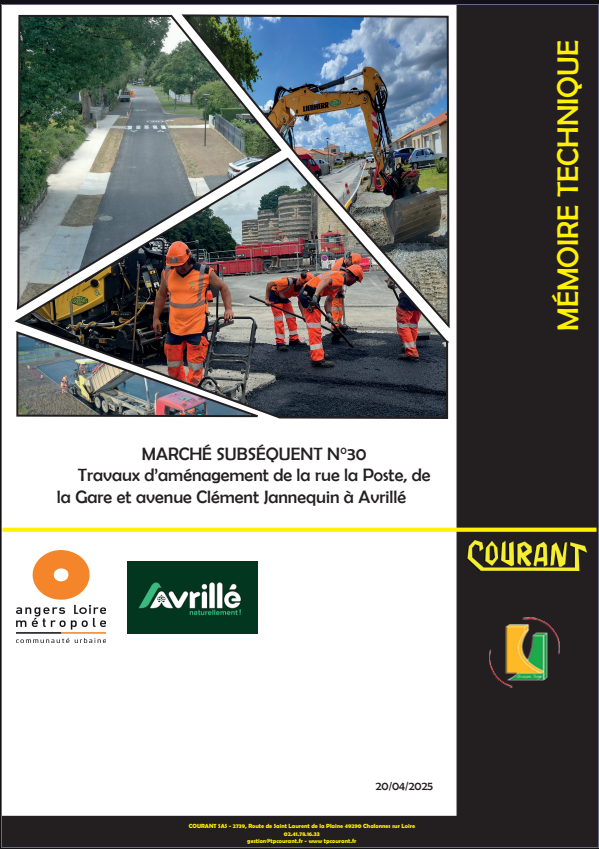 MÉMOIRE TECHNIQUE
LIEBHERR
MARCHÉ SUBSÉQUENT N°30
Travaux d'aménagement de la rue la Poste, de
la Gare et avenue Clément Jannequin à Avrillé
COURANT
angers Loire
métropole
communauté urbaine
Avrillé
naturellement !
20/04/2025
COURANT SAS - 2720, Route de Saint Laurent de la Plaine 49290 Chalonnes sur Loire
02.41.78.16.33
gestion@tpcourant.fr - www.tpcourant.fr